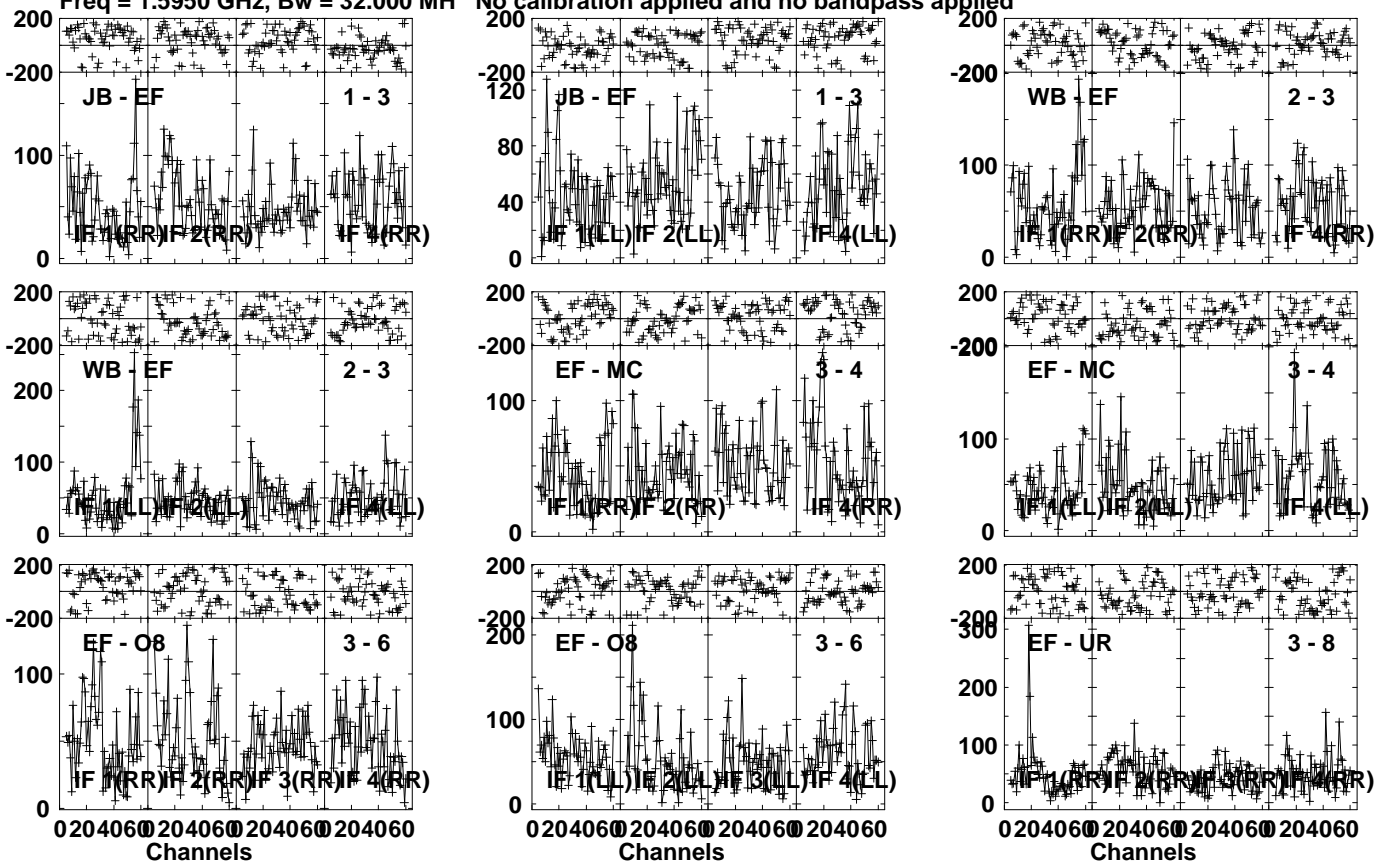 Freq = 1.5950 GHz, Bw = 32.000 MH No calibration applied and no bandpass applied
200
-200
JB - EF 1 - 3
100
0
IF 1(RR) IF 2(RR) IF 4(RR)
-200
JB - EF 1 - 3
120
80
40
0
IF 1(LL) IF 2(LL) IF 4(LL)
-200
WB - EF 2 - 3
200
100
0
IF 1(RR) IF 2(RR) IF 4(RR)
200
-200
WB - EF 2 - 3
200
100
0
IF 1(LL) IF 2(LL) IF 4(LL)
200
-200
EF - MC 3 - 4
100
0
IF 1(RR) IF 2(RR) IF 4(RR)
200
-200
EF - MC 3 - 4
200
100
0
IF 1(LL) IF 2(LL) IF 4(LL)
200
-200
EF - O8 3 - 6
100
0
IF 1(RR) IF 2(RR) IF 3(RR) IF 4(RR)
0 20 40 60 0 20 40 60 0 20 40 60 0 20 40 60
Channels
200
-200
EF - O8 3 - 6
200
100
0
IF 1(LL) IF 2(LL) IF 3(LL) IF 4(LL)
0 20 40 60 0 20 40 60 0 20 40 60 0 20 40 60
Channels
200
-200
EF - UR 3 - 8
300
200
100
0
IF 1(RR) IF 2(RR) IF 3(RR) IF 4(RR)
0 20 40 60 0 20 40 60 0 20 40 60 0 20 40 60
Channels